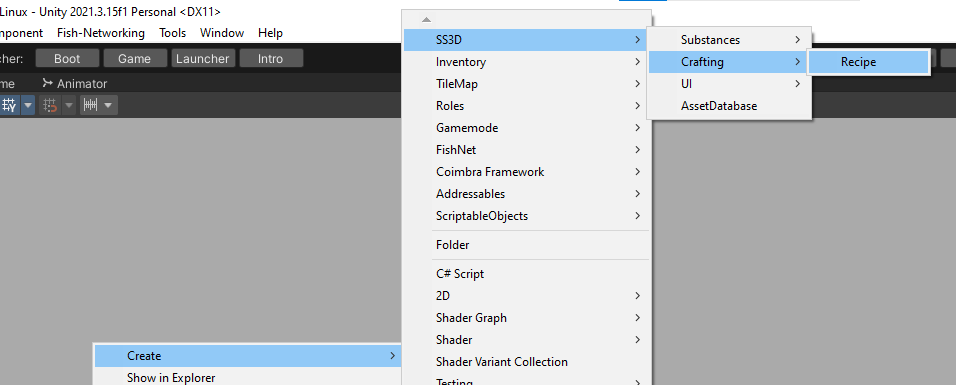 Linux - Unity 2021.3.15f1 Personal <DX11>
mponent Fish-Networking Tools Window Help
cher: Boot Game Launcher Intro
me Animator
SS3D
Inventory
TileMap
Roles
Gamemode
FishNet
Coimbra Framework
Addressables
ScriptableObjects
Folder
C# Script
2D
Shader Graph
Shader
Shader Variant Collection
Testing
Substances
Crafting
UI
AssetDatabase
Recipe
Create
Show in Explorer